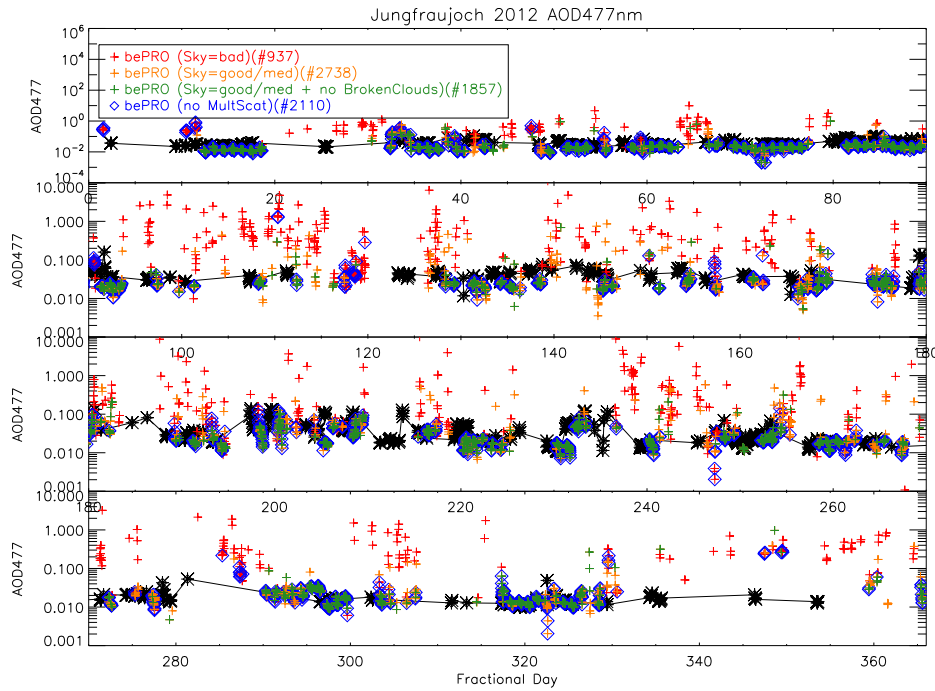 Jungfraujoch 2012 AOD477nm
10^6
10^4
10^2
10^0
10^-2
10^-4
AOD477
+ bePRO (Sky=bad)(#937)
+ bePRO (Sky=good/med)(#2738)
+ bePRO (Sky=good/med + no BrokenClouds)(#1857)
◇ bePRO (no MultScat)(#2110)
0 20 40 60 80
10.000
1.000
0.100
0.010
0.001
AOD477
100 120 140 160 180
10.000
1.000
0.100
0.010
0.001
AOD477
180 200 220 240 260
10.000
1.000
0.100
0.010
0.001
AOD477
280 300 320 340 360
Fractional Day